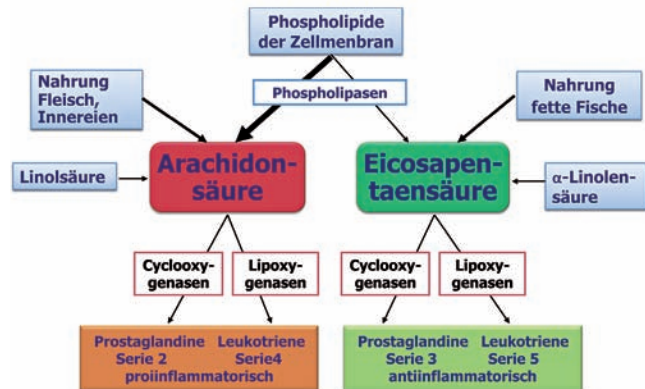 Phospholipide
der Zellmenbran
Nahrung
Fleisch,
Innereien
Phospholipasen
Nahrung
fette Fische
Linolsäure
Arachidon-
säure
Eicosapen-
taensäure
α-Linolen-
säure
Cyclooxy-
genasen
Lipoxy-
genasen
Cyclooxy-
genasen
Lipoxy-
genasen
Prostaglandine Leukotriene
Serie 2 Serie4
proiinflammatorisch
Prostaglandine Leukotriene
Serie 3 Serie 5
antiinflammatorisch